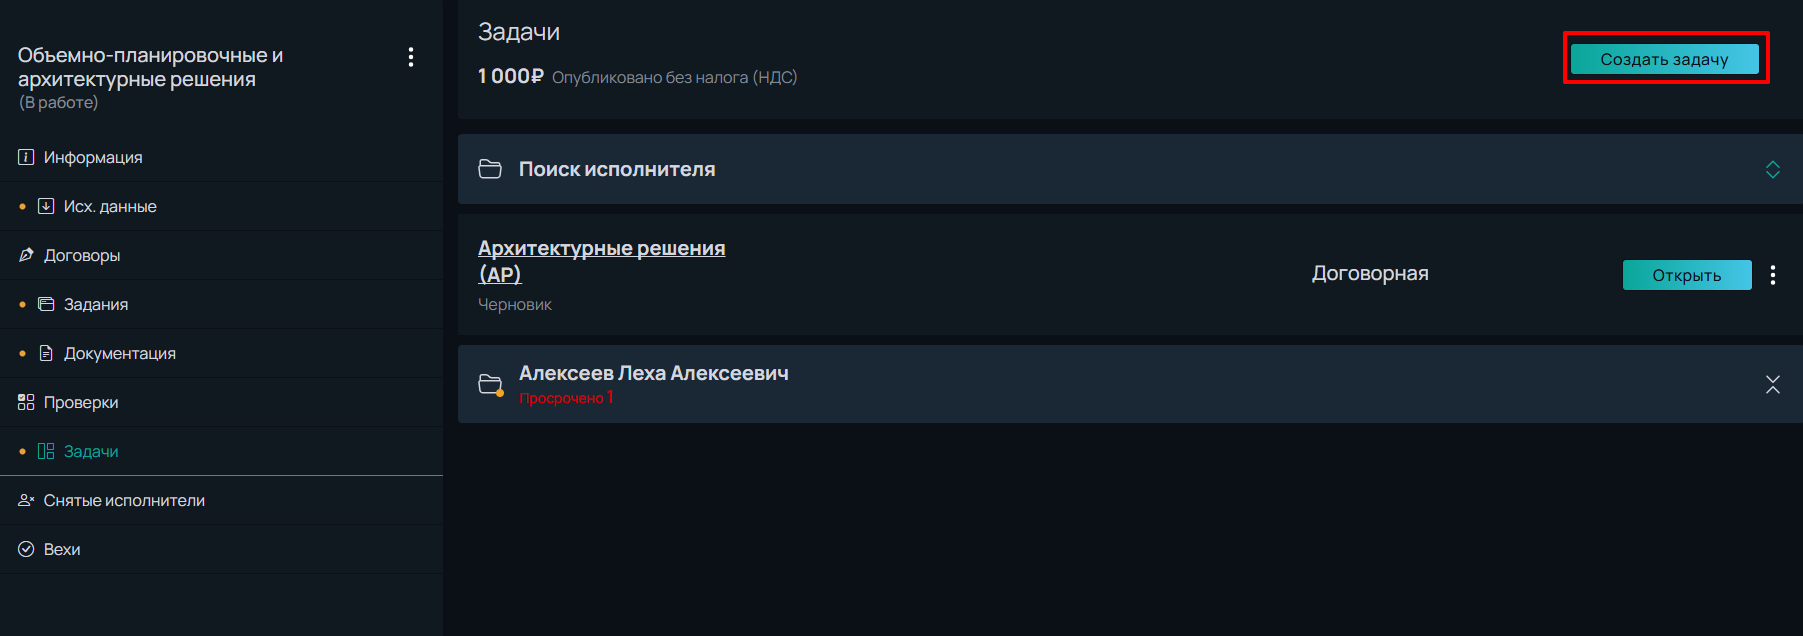 Объемно-планировочные и
архитектурные решения
(В работе)
Информация
Исх. данные
Договоры
Задания
Документация
Проверки
Задачи
Снятые исполнители
Вехи
Задачи
1 000₽ Опубликовано без налога (НДС)
Создать задачу
Поиск исполнителя
Архитектурные решения
(АР)
Черновик
Договорная
Открыть
Алексеев Леха Алексеевич
Просрочено 1